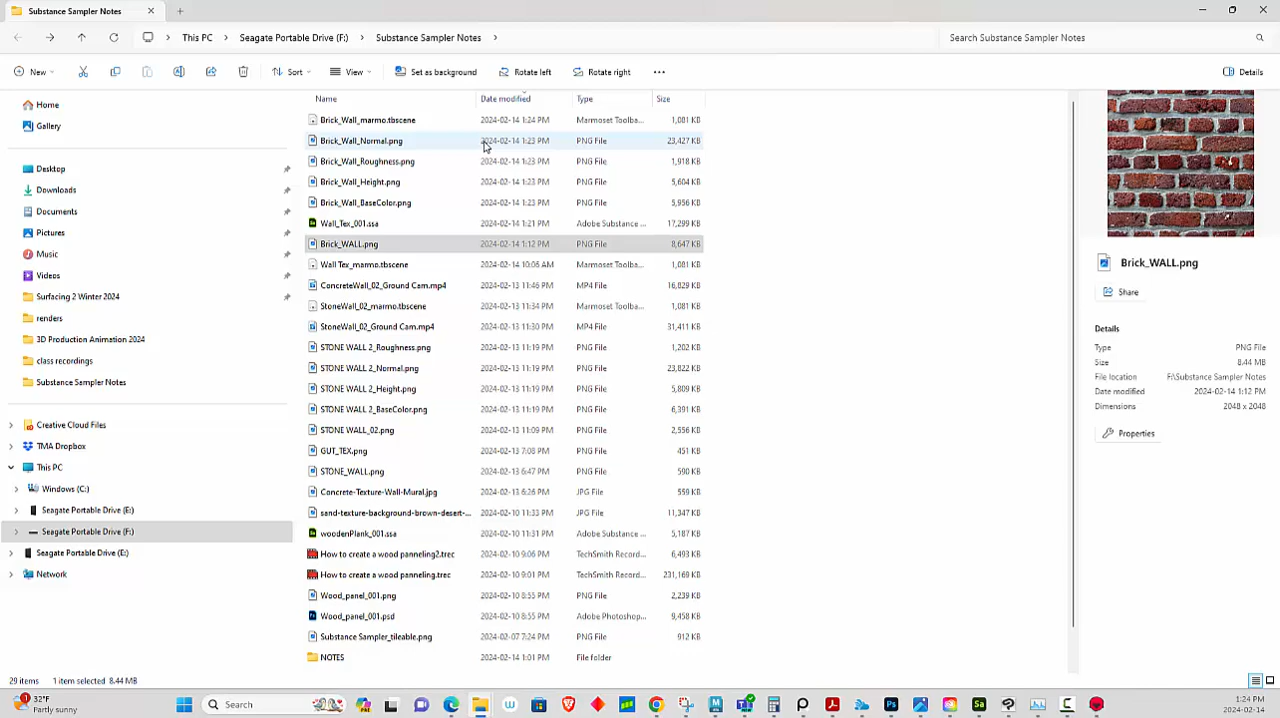 Substance Sampler Notes
This PC > Seagate Portable Drive (F:) > Substance Sampler Notes >
Search Substance Sampler Notes
New Sort View Set as background Rotate left Rotate right ... Details
Name Date modified Type Size
Home
Gallery
Desktop
Downloads
Documents
Pictures
Music
Videos
Surfacing 2 Winter 2024
renders
3D Production Animation 2024
class recordings
Substance Sampler Notes
Creative Cloud Files
TMA Dropbox
This PC
Windows (C:)
Seagate Portable Drive (E:)
Seagate Portable Drive (F:)
Seagate Portable Drive (E:)
Network
Brick_Wall_marmo.tbscene 2024-02-14 1:24 PM Marmoset Toolba... 1,081 KB
Brick_Wall_Normal.png 2024-02-14 1:23 PM PNG File 23,427 KB
Brick_Wall_Roughness.png 2024-02-14 1:23 PM PNG File 1,918 KB
Brick_Wall_Height.png 2024-02-14 1:23 PM PNG File 5,604 KB
Brick_Wall_BaseColor.png 2024-02-14 1:23 PM PNG File 5,956 KB
Wall_Tex_001.ssa 2024-02-14 1:21 PM Adobe Substance ... 17,299 KB
Brick_WALL.png 2024-02-14 1:12 PM PNG File 8,647 KB
Wall Tex_marmo.tbscene 2024-02-14 10:06 AM Marmoset Toolba... 1,081 KB
ConcreteWall_02_Ground Cam.mp4 2024-02-13 11:46 PM MP4 File 16,829 KB
StoneWall_02_marmo.tbscene 2024-02-13 11:34 PM Marmoset Toolba... 1,081 KB
StoneWall_02_Ground Cam.mp4 2024-02-13 11:30 PM MP4 File 31,411 KB
STONE WALL 2_Roughness.png 2024-02-13 11:19 PM PNG File 1,202 KB
STONE WALL 2_Normal.png 2024-02-13 11:19 PM PNG File 23,822 KB
STONE WALL 2_Height.png 2024-02-13 11:19 PM PNG File 5,809 KB
STONE WALL 2_BaseColor.png 2024-02-13 11:19 PM PNG File 6,391 KB
STONE WALL_02.png 2024-02-13 11:09 PM PNG File 2,556 KB
GUT_TEX.png 2024-02-13 7:08 PM PNG File 451 KB
STONE_WALL.png 2024-02-13 6:47 PM PNG File 590 KB
Concrete-Texture-Wall-Mural.jpg 2024-02-13 6:26 PM JPG File 559 KB
sand-texture-background-brown-desert-... 2024-02-10 11:33 PM JPG File 11,347 KB
woodenPlank_001.ssa 2024-02-10 11:31 PM Adobe Substance ... 5,187 KB
How to create a wood panneling2.trec 2024-02-10 9:06 PM TechSmith Record... 6,493 KB
How to create a wood panneling.trec 2024-02-10 9:01 PM TechSmith Record... 231,169 KB
Wood_panel_001.png 2024-02-10 8:55 PM PNG File 2,239 KB
Wood_panel_001.psd 2024-02-10 8:55 PM Adobe Photoshop... 9,458 KB
Substance Sampler_tileable.png 2024-02-07 7:24 PM PNG File 912 KB
NOTES 2024-02-14 1:01 PM File folder
Brick_WALL.png
Share
Details
Type PNG File
Size 8.44 MB
File location F:\Substance Sampler Notes
Date modified 2024-02-14 1:12 PM
Dimensions 2048 x 2048
Properties
29 items 1 item selected 8.44 MB
32°F
Partly sunny
Search
1:24 PM
2024-02-14